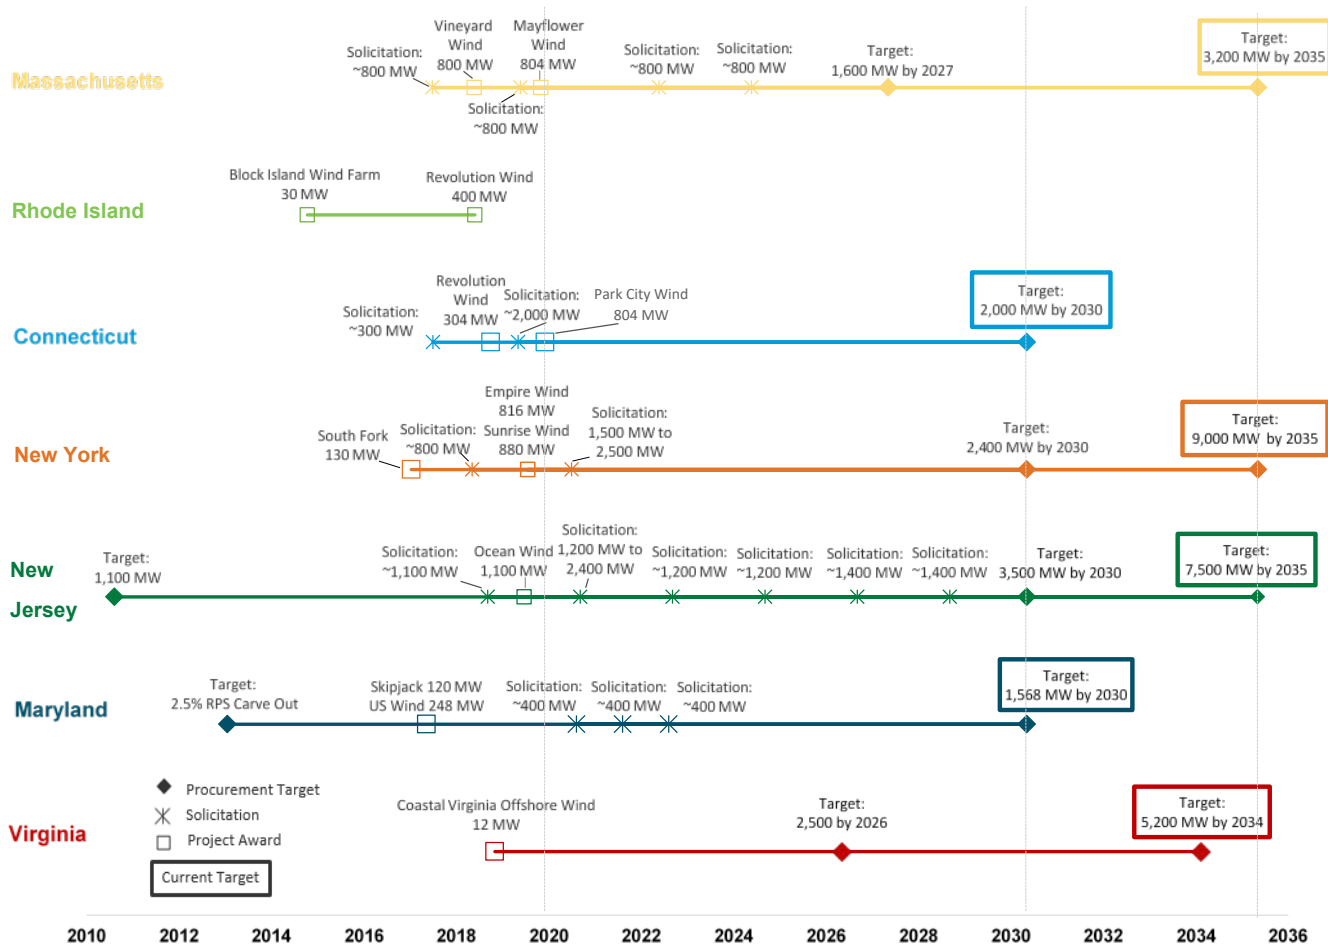 Massachusetts
Solicitation:
~800 MW
Vineyard
Wind
800 MW
Mayflower
Wind
804 MW
Solicitation:
~800 MW
Solicitation:
~800 MW
Solicitation:
~800 MW
Target:
1,600 MW by 2027
Target:
3,200 MW by 2035
Rhode Island
Block Island Wind Farm
30 MW
Revolution Wind
400 MW
Connecticut
Solicitation:
~300 MW
Revolution
Wind
304 MW
Solicitation:
~2,000 MW
Park City Wind
804 MW
Target:
2,000 MW by 2030
New York
South Fork
130 MW
Solicitation:
~800 MW
Empire Wind
816 MW
Sunrise Wind
880 MW
Solicitation:
1,500 MW to
2,500 MW
Target:
2,400 MW by 2030
Target:
9,000 MW by 2035
New
Jersey
Target:
1,100 MW
Solicitation:
~1,100 MW
Ocean Wind
1,100 MW
Solicitation:
1,200 MW to
2,400 MW
Solicitation:
~1,200 MW
Solicitation:
~1,200 MW
Solicitation:
~1,400 MW
Solicitation:
~1,400 MW
Target:
3,500 MW by 2030
Target:
7,500 MW by 2035
Maryland
Target:
2.5% RPS Carve Out
Skipjack 120 MW
US Wind 248 MW
Solicitation:
~400 MW
Solicitation:
~400 MW
Solicitation:
~400 MW
Target:
1,568 MW by 2030
Procurement Target
Solicitation
Project Award
Current Target
Virginia
Coastal Virginia Offshore Wind
12 MW
Target:
2,500 by 2026
Target:
5,200 MW by 2034
2010 2012 2014 2016 2018 2020 2022 2024 2026 2028 2030 2032 2034 2036